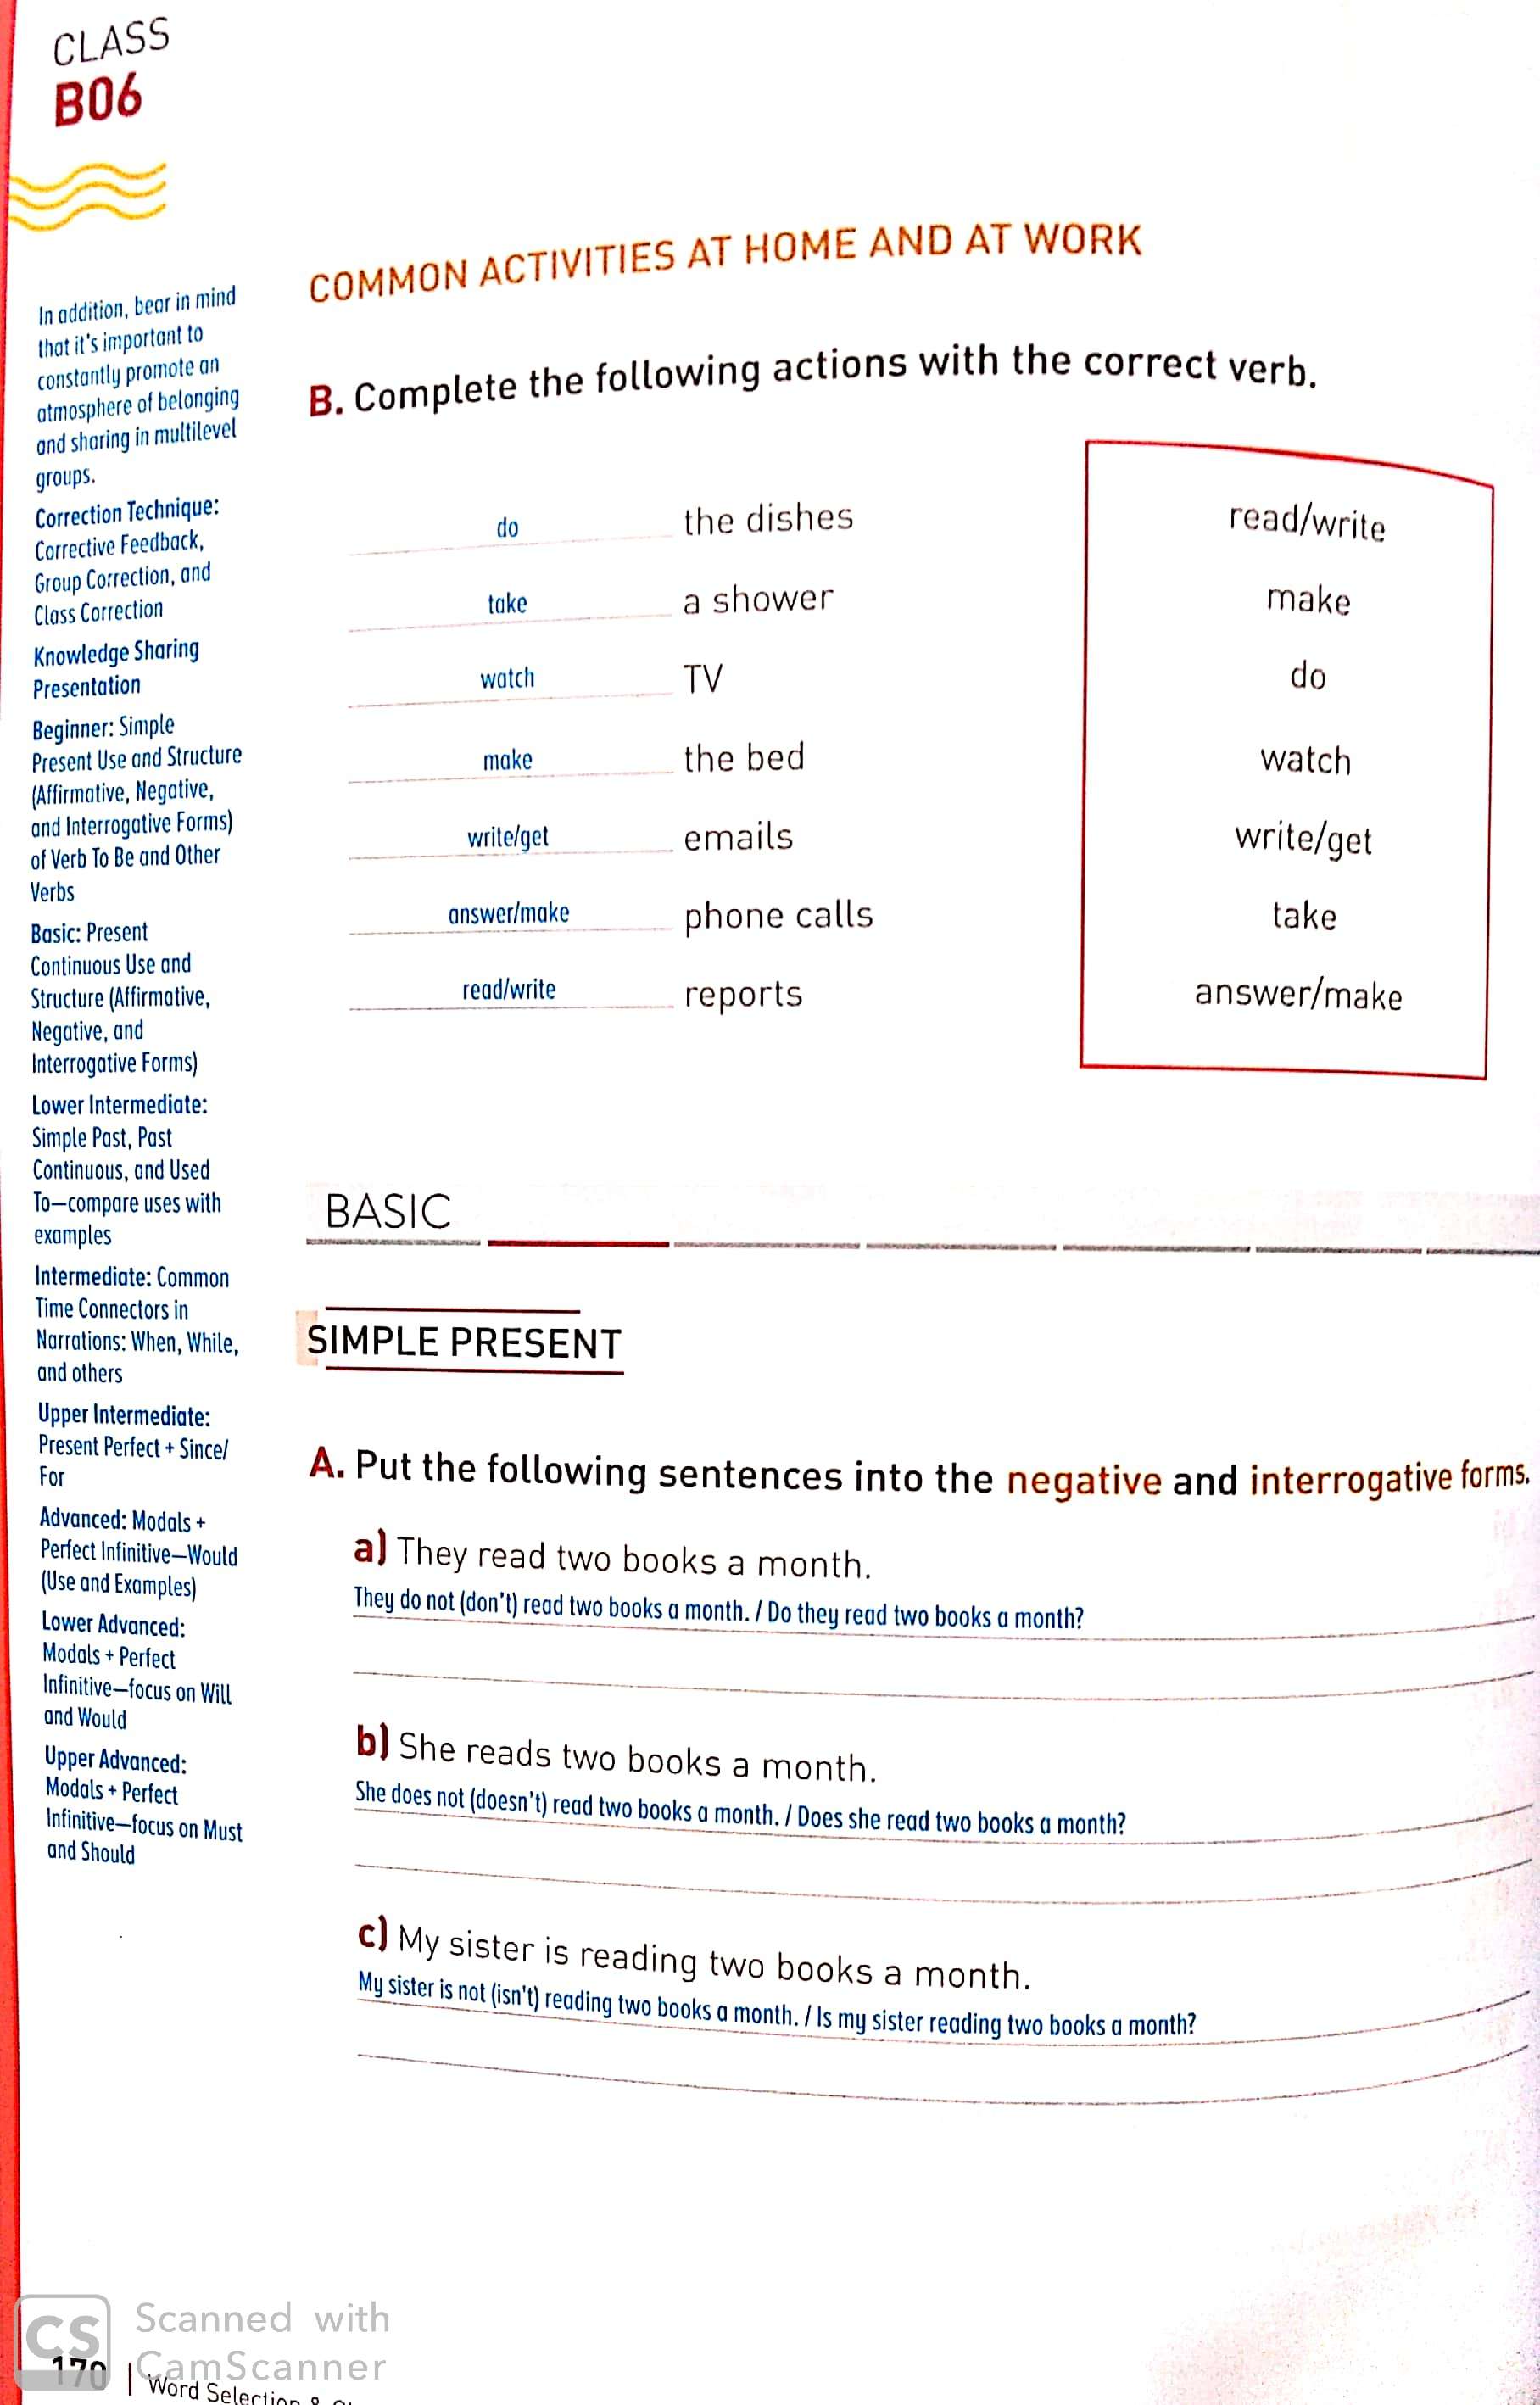 CLASS
B06
In addition, bear in mind
that it's important to
constantly promote an
atmosphere of belonging
and sharing in multilevel
groups.
Correction Technique:
Corrective Feedback,
Group Correction, and
Class Correction
Knowledge Sharing
Presentation
Beginner: Simple
Present Use and Structure
(Affirmative, Negative,
and Interrogative Forms)
of Verb To Be and Other
Verbs
Basic: Present
Continuous Use and
Structure (Affirmative,
Negative, and
Interrogative Forms)
Lower Intermediate:
Simple Past, Past
Continuous, and Used
To—compare uses with
examples
Intermediate: Common
Time Connectors in
Narrations: When, While,
and others
Upper Intermediate:
Present Perfect + Since/
For
Advanced: Modals +
Perfect Infinitive—Would
(Use and Examples)
Lower Advanced:
Modals + Perfect
Infinitive—focus on Will
and Would
Upper Advanced:
Modals + Perfect
Infinitive—focus on Must
and Should
COMMON ACTIVITIES AT HOME AND AT WORK
B. Complete the following actions with the correct verb.
do the dishes
take a shower
watch TV
make the bed
write/get emails
answer/make phone calls
read/write reports
read/write
make
do
watch
write/get
take
answer/make
BASIC
SIMPLE PRESENT
A. Put the following sentences into the negative and interrogative forms.
a) They read two books a month.
They do not (don't) read two books a month. / Do they read two books a month?
b) She reads two books a month.
She does not (doesn't) read two books a month. / Does she read two books a month?
c) My sister is reading two books a month.
My sister is not (isn't) reading two books a month. / Is my sister reading two books a month?
CS Scanned with
CamScanner
| Word Selection &